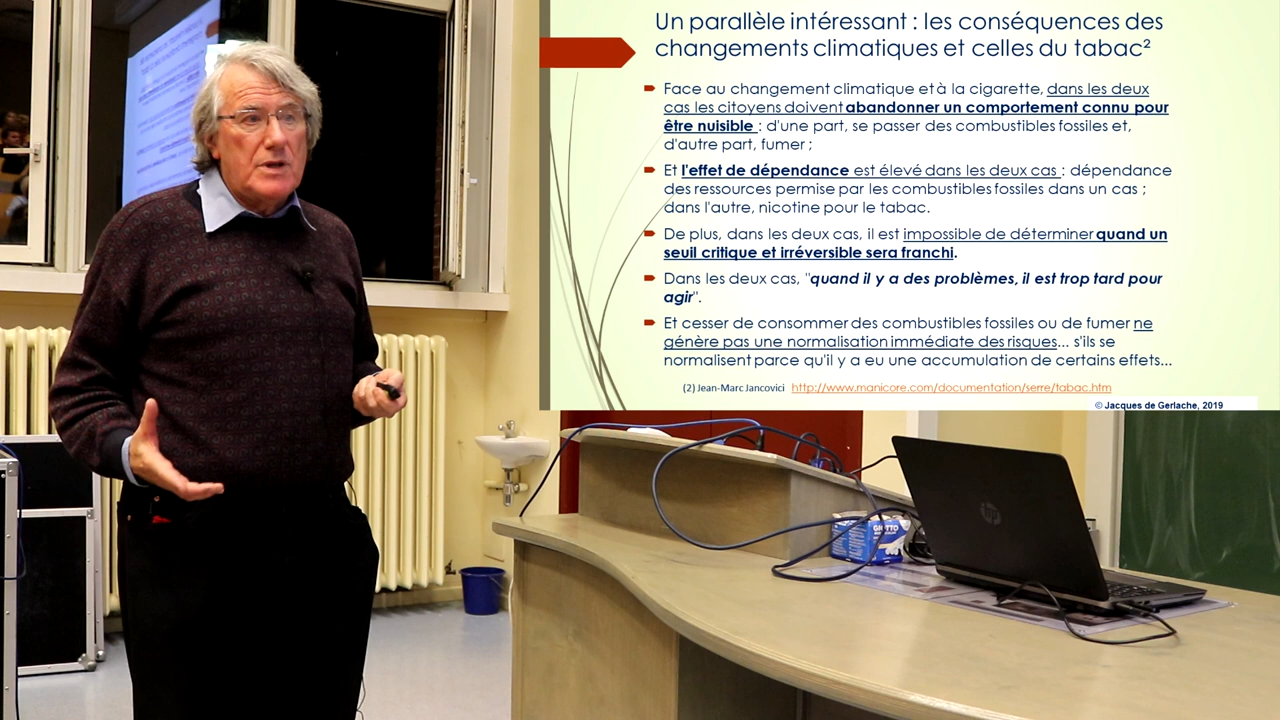 Un parallèle intéressant : les conséquences des
changements climatiques et celles du tabac²
Face au changement climatique et à la cigarette, dans les deux
cas les citoyens doivent abandonner un comportement connu pour
être nuisible : d'une part, se passer des combustibles fossiles et,
d'autre part, fumer ;
Et l'effet de dépendance est élevé dans les deux cas : dépendance
des ressources permise par les combustibles fossiles dans un cas ;
dans l'autre, nicotine pour le tabac.
De plus, dans les deux cas, il est impossible de déterminer quand un
seuil critique et irréversible sera franchi.
Dans les deux cas, "quand il y a des problèmes, il est trop tard pour
agir".
Et cesser de consommer des combustibles fossiles ou de fumer ne
génère pas une normalisation immédiate des risques... s'ils se
normalisent parce qu'il y a eu une accumulation de certains effets...
(2) Jean-Marc Jancovici http://www.manicore.com/documentation/serre/tabac.htm
© Jacques de Gerlache, 2019
GIOTTO
hp